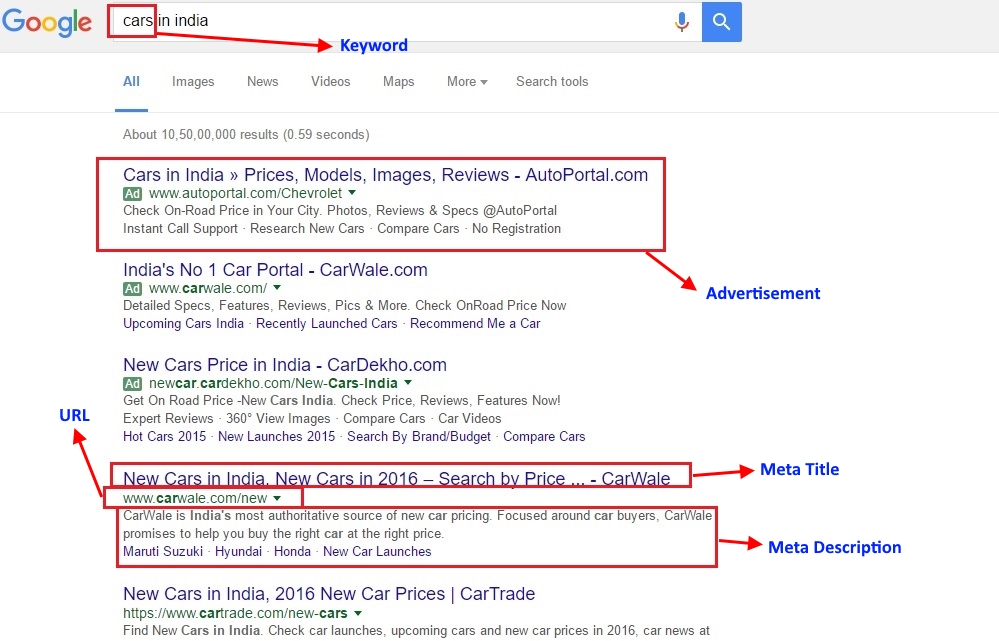 Google
cars in india
Keyword
All Images News Videos Maps More Search tools
About 10,50,00,000 results (0.59 seconds)
Cars in India » Prices, Models, Images, Reviews - AutoPortal.com
Ad www.autoportal.com/Chevrolet
Check On-Road Price in Your City. Photos, Reviews & Specs @AutoPortal
Instant Call Support · Research New Cars · Compare Cars · No Registration
Advertisement
India's No 1 Car Portal - CarWale.com
Ad www.carwale.com/
Detailed Specs, Features, Reviews, Pics & More. Check OnRoad Price Now
Upcoming Cars India · Recently Launched Cars · Recommend Me a Car
New Cars Price in India - CarDekho.com
Ad newcar.cardekho.com/New-Cars-India
Get On Road Price -New Cars India. Check Price, Reviews, Features Now!
Expert Reviews · 360° View Images · Compare Cars · Car Videos
Hot Cars 2015 · New Launches 2015 · Search By Brand/Budget · Compare Cars
URL
New Cars in India, New Cars in 2016 – Search by Price ... - CarWale
Meta Title
www.carwale.com/new
CarWale is India's most authoritative source of new car pricing. Focused around car buyers, CarWale
promises to help you buy the right car at the right price.
Maruti Suzuki · Hyundai · Honda · New Car Launches
Meta Description
New Cars in India, 2016 New Car Prices | CarTrade
https://www.cartrade.com/new-cars
Find New Cars in India. Check car launches, upcoming cars and new car prices in 2016, car news at